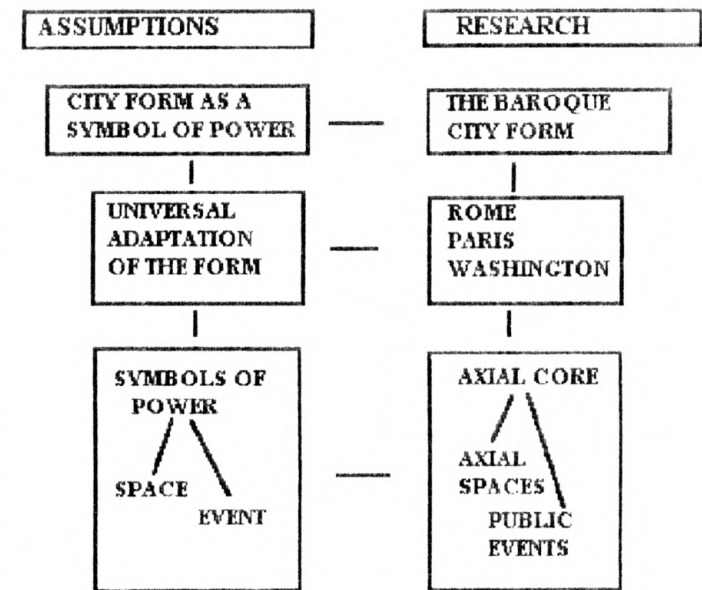 ASSUMPTIONS
RESEARCH
CITY FORM AS A
SYMBOL OF POWER
THE BAROQUE
CITY FORM
UNIVERSAL
ADAPTATION
OF THE FORM
ROME
PARIS
WASHINGTON
SYMBOLS OF
POWER
SPACE
EVENT
AXIAL CORE
AXIAL
SPACES
PUBLIC
EVENTS